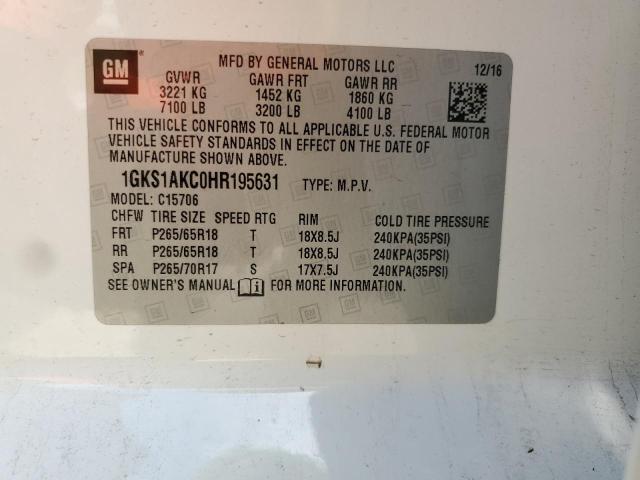 GM
MFD BY GENERAL MOTORS LLC 12/16
GVWR GAWR FRT GAWR RR
3221 KG 1452 KG 1860 KG
7100 LB 3200 LB 4100 LB
THIS VEHICLE CONFORMS TO ALL APPLICABLE U.S. FEDERAL MOTOR
VEHICLE SAFETY STANDARDS IN EFFECT ON THE DATE OF
MANUFACTURE SHOWN ABOVE.
1GKS1AKC0HR195631 TYPE: M.P.V.
MODEL: C15706
CHFW TIRE SIZE SPEED RTG RIM COLD TIRE PRESSURE
FRT P265/65R18 T 18X8.5J 240KPA(35PSI)
RR P265/65R18 T 18X8.5J 240KPA(35PSI)
SPA P265/70R17 S 17X7.5J 240KPA(35PSI)
SEE OWNER'S MANUAL i FOR MORE INFORMATION.